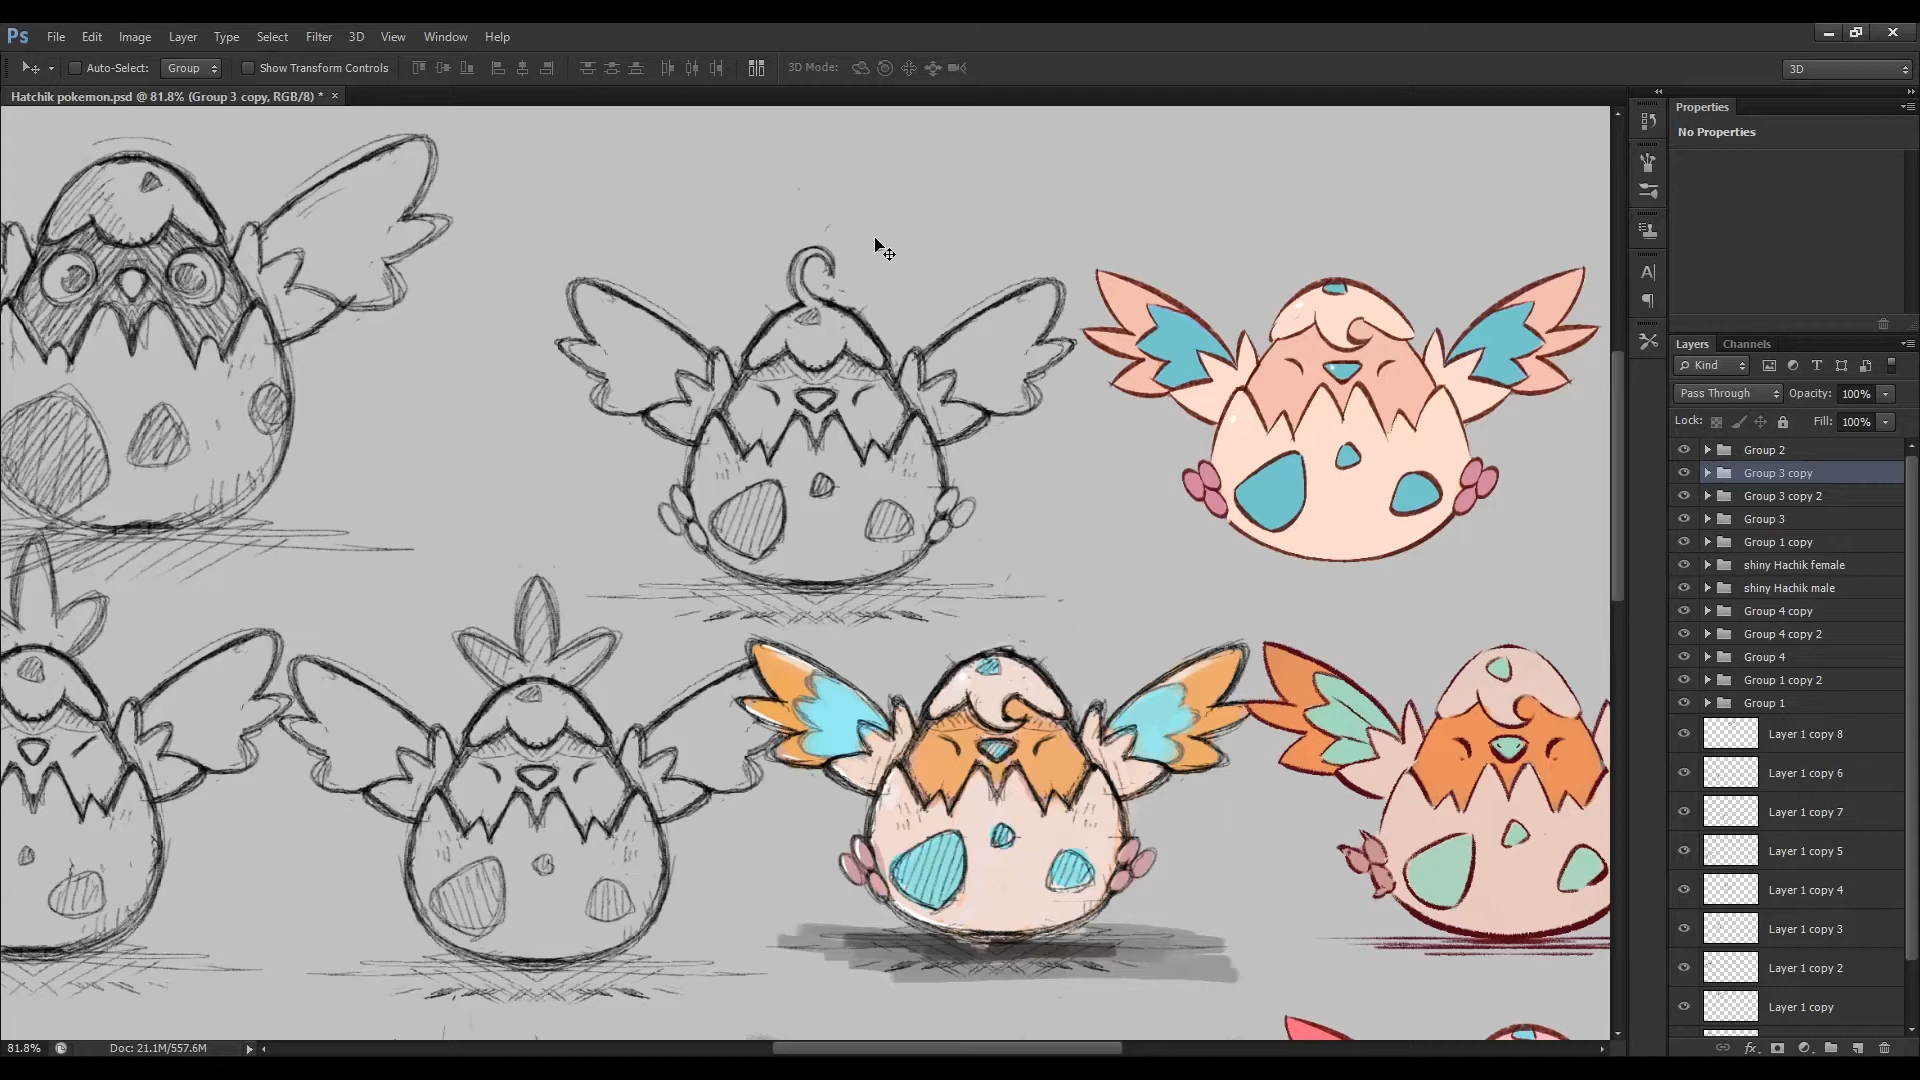 Ps File Edit Image Layer Type Select Filter 3D View Window Help
Auto-Select: Group Show Transform Controls 3D Mode: 3D
Hatchik pokemon.psd @ 81.8% (Group 3 copy, RGB/8) * ×
Properties
No Properties
Layers Channels
Kind
Pass Through Opacity: 100%
Lock: Fill: 100%
Group 2
Group 3 copy
Group 3 copy 2
Group 3
Group 1 copy
shiny Hachik female
shiny Hachik male
Group 4 copy
Group 4 copy 2
Group 4
Group 1 copy 2
Group 1
Layer 1 copy 8
Layer 1 copy 6
Layer 1 copy 7
Layer 1 copy 5
Layer 1 copy 4
Layer 1 copy 3
Layer 1 copy 2
Layer 1 copy
81.8% Doc: 21.1M/557.6M
fx